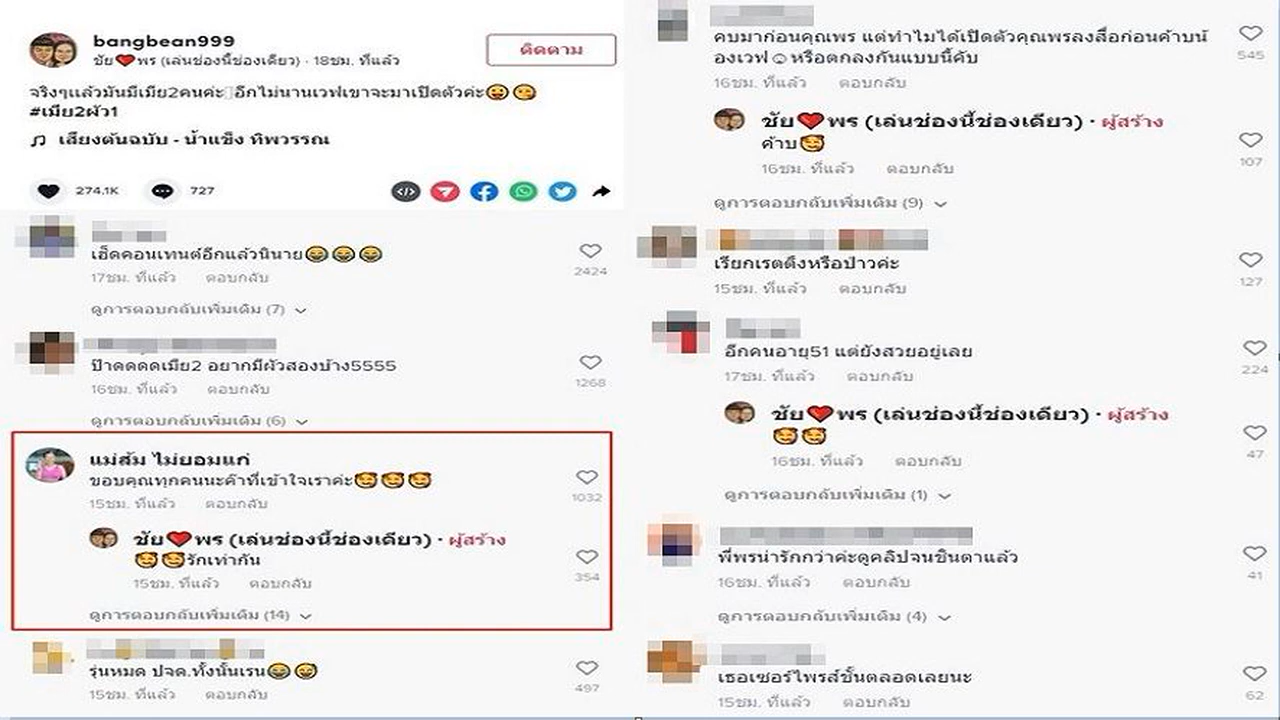 bangbean999
ชัย❤️พร (เล่นช่องนี้ช่องเดียว) · 18ชม. ที่แล้ว
ติดตาม
จริงๆแล้วมันมีเมีย2คนค่ะ อีกไม่นานเวฟเขาจะมาเปิดตัวค่ะ😛😋
#เมีย2ผัว1
♫ เสียงต้นฉบับ - น้ำแข็ง ทิพวรรณ
274.1K
727
เฮ็ดคอนเทนต์อีกแล้วนินาย😂😂😂
2424
17ชม. ที่แล้ว ตอบกลับ
ดูการตอบกลับเพิ่มเติม (7)
ป๊าดดดดเมีย2 อยากมีผัวสองบ้าง5555
1268
16ชม. ที่แล้ว ตอบกลับ
ดูการตอบกลับเพิ่มเติม (6)
แม่ส้ม ไม่ยอมแก่
ขอบคุณทุกคนนะค๊าที่เข้าใจเราค่ะ🥰🥰🥰
1032
15ชม. ที่แล้ว ตอบกลับ
ชัย❤️พร (เล่นช่องนี้ช่องเดียว) · ผู้สร้าง
🥰🥰รักเท่ากัน
354
15ชม. ที่แล้ว ตอบกลับ
ดูการตอบกลับเพิ่มเติม (14)
รุ่นหมด ปจด.ทั้งนั้นเรน😂😅
497
15ชม. ที่แล้ว ตอบกลับ
คบมาก่อนคุณพร แต่ทำไมได้เปิดตัวคุณพรลงสื่อก่อนค้าบน้
องเวฟ☺หรือตกลงกันแบบนี้คับ
545
16ชม. ที่แล้ว ตอบกลับ
ชัย❤️พร (เล่นช่องนี้ช่องเดียว) · ผู้สร้าง
ค้าบ🥰
107
16ชม. ที่แล้ว ตอบกลับ
ดูการตอบกลับเพิ่มเติม (9)
เรียกเรตติ้งหรือป่าวค่ะ
127
15ชม. ที่แล้ว ตอบกลับ
อีกคนอายุ51 แต่ยังสวยอยู่เลย
224
17ชม. ที่แล้ว ตอบกลับ
ชัย❤️พร (เล่นช่องนี้ช่องเดียว) · ผู้สร้าง
🥰🥰
47
16ชม. ที่แล้ว ตอบกลับ
ดูการตอบกลับเพิ่มเติม (1)
พี่พรน่ารักกว่าค่ะดูคลิปจนชินตาแล้ว
41
16ชม. ที่แล้ว ตอบกลับ
ดูการตอบกลับเพิ่มเติม (4)
เธอเซอร์ไพรส์ชั้นตลอดเลยนะ
62
15ชม. ที่แล้ว ตอบกลับ